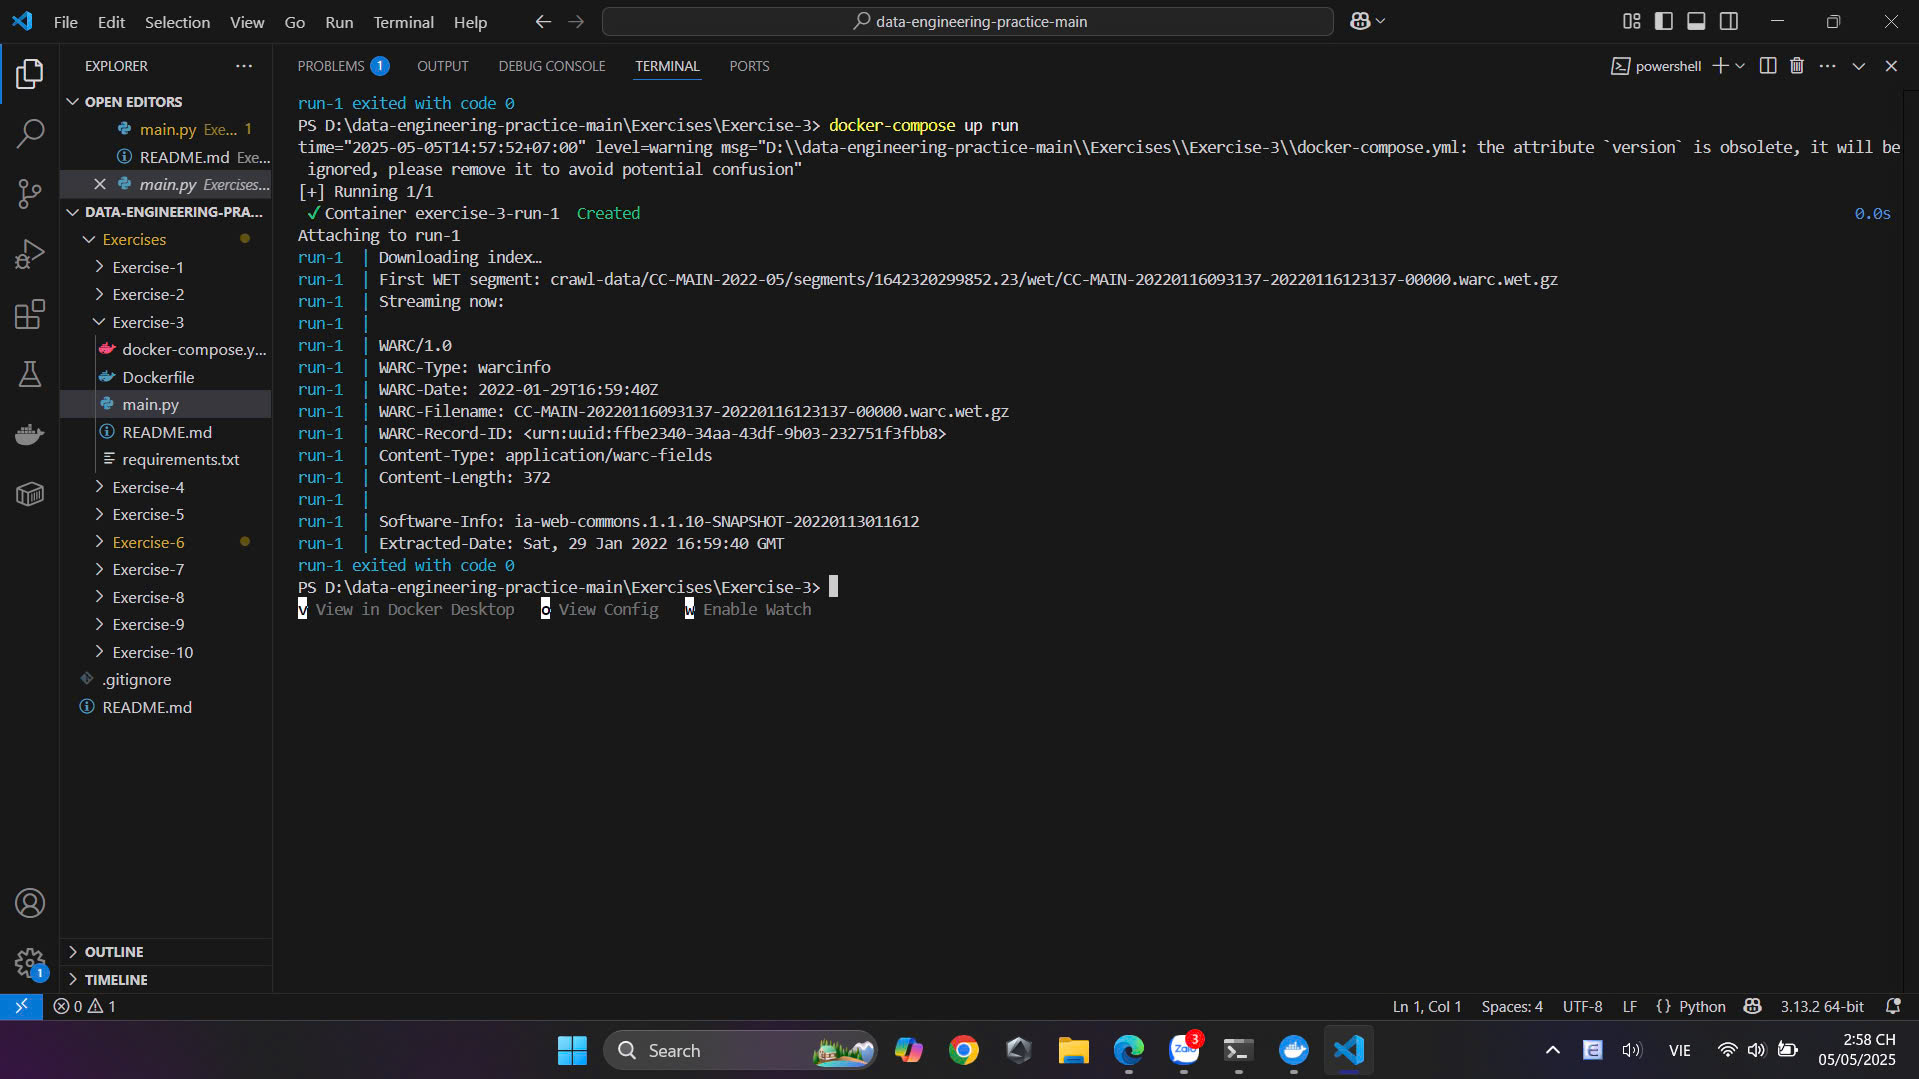 File Edit Selection View Go Run Terminal Help
data-engineering-practice-main
EXPLORER
OPEN EDITORS
main.py Exe... 1
README.md Exe...
main.py Exercises...
DATA-ENGINEERING-PRA...
Exercises
Exercise-1
Exercise-2
Exercise-3
docker-compose.y...
Dockerfile
main.py
README.md
requirements.txt
Exercise-4
Exercise-5
Exercise-6
Exercise-7
Exercise-8
Exercise-9
Exercise-10
.gitignore
README.md
OUTLINE
TIMELINE
1
PROBLEMS 1 OUTPUT DEBUG CONSOLE TERMINAL PORTS
powershell
run-1 exited with code 0
PS D:\data-engineering-practice-main\Exercises\Exercise-3> docker-compose up run
time="2025-05-05T14:57:52+07:00" level=warning msg="D:\\data-engineering-practice-main\\Exercises\\Exercise-3\\docker-compose.yml: the attribute `version` is obsolete, it will be
ignored, please remove it to avoid potential confusion"
[+] Running 1/1
✔ Container exercise-3-run-1 Created 0.0s
Attaching to run-1
run-1 | Downloading index…
run-1 | First WET segment: crawl-data/CC-MAIN-2022-05/segments/1642320299852.23/wet/CC-MAIN-20220116093137-20220116123137-00000.warc.wet.gz
run-1 | Streaming now:
run-1 |
run-1 | WARC/1.0
run-1 | WARC-Type: warcinfo
run-1 | WARC-Date: 2022-01-29T16:59:40Z
run-1 | WARC-Filename: CC-MAIN-20220116093137-20220116123137-00000.warc.wet.gz
run-1 | WARC-Record-ID: <urn:uuid:ffbe2340-34aa-43df-9b03-232751f3fbb8>
run-1 | Content-Type: application/warc-fields
run-1 | Content-Length: 372
run-1 |
run-1 | Software-Info: ia-web-commons.1.1.10-SNAPSHOT-20220113011612
run-1 | Extracted-Date: Sat, 29 Jan 2022 16:59:40 GMT
run-1 exited with code 0
PS D:\data-engineering-practice-main\Exercises\Exercise-3>
v View in Docker Desktop o View Config w Enable Watch
0 1
Ln 1, Col 1 Spaces: 4 UTF-8 LF {} Python 3.13.2 64-bit
Search
Zalo 3
VIE
2:58 CH
05/05/2025